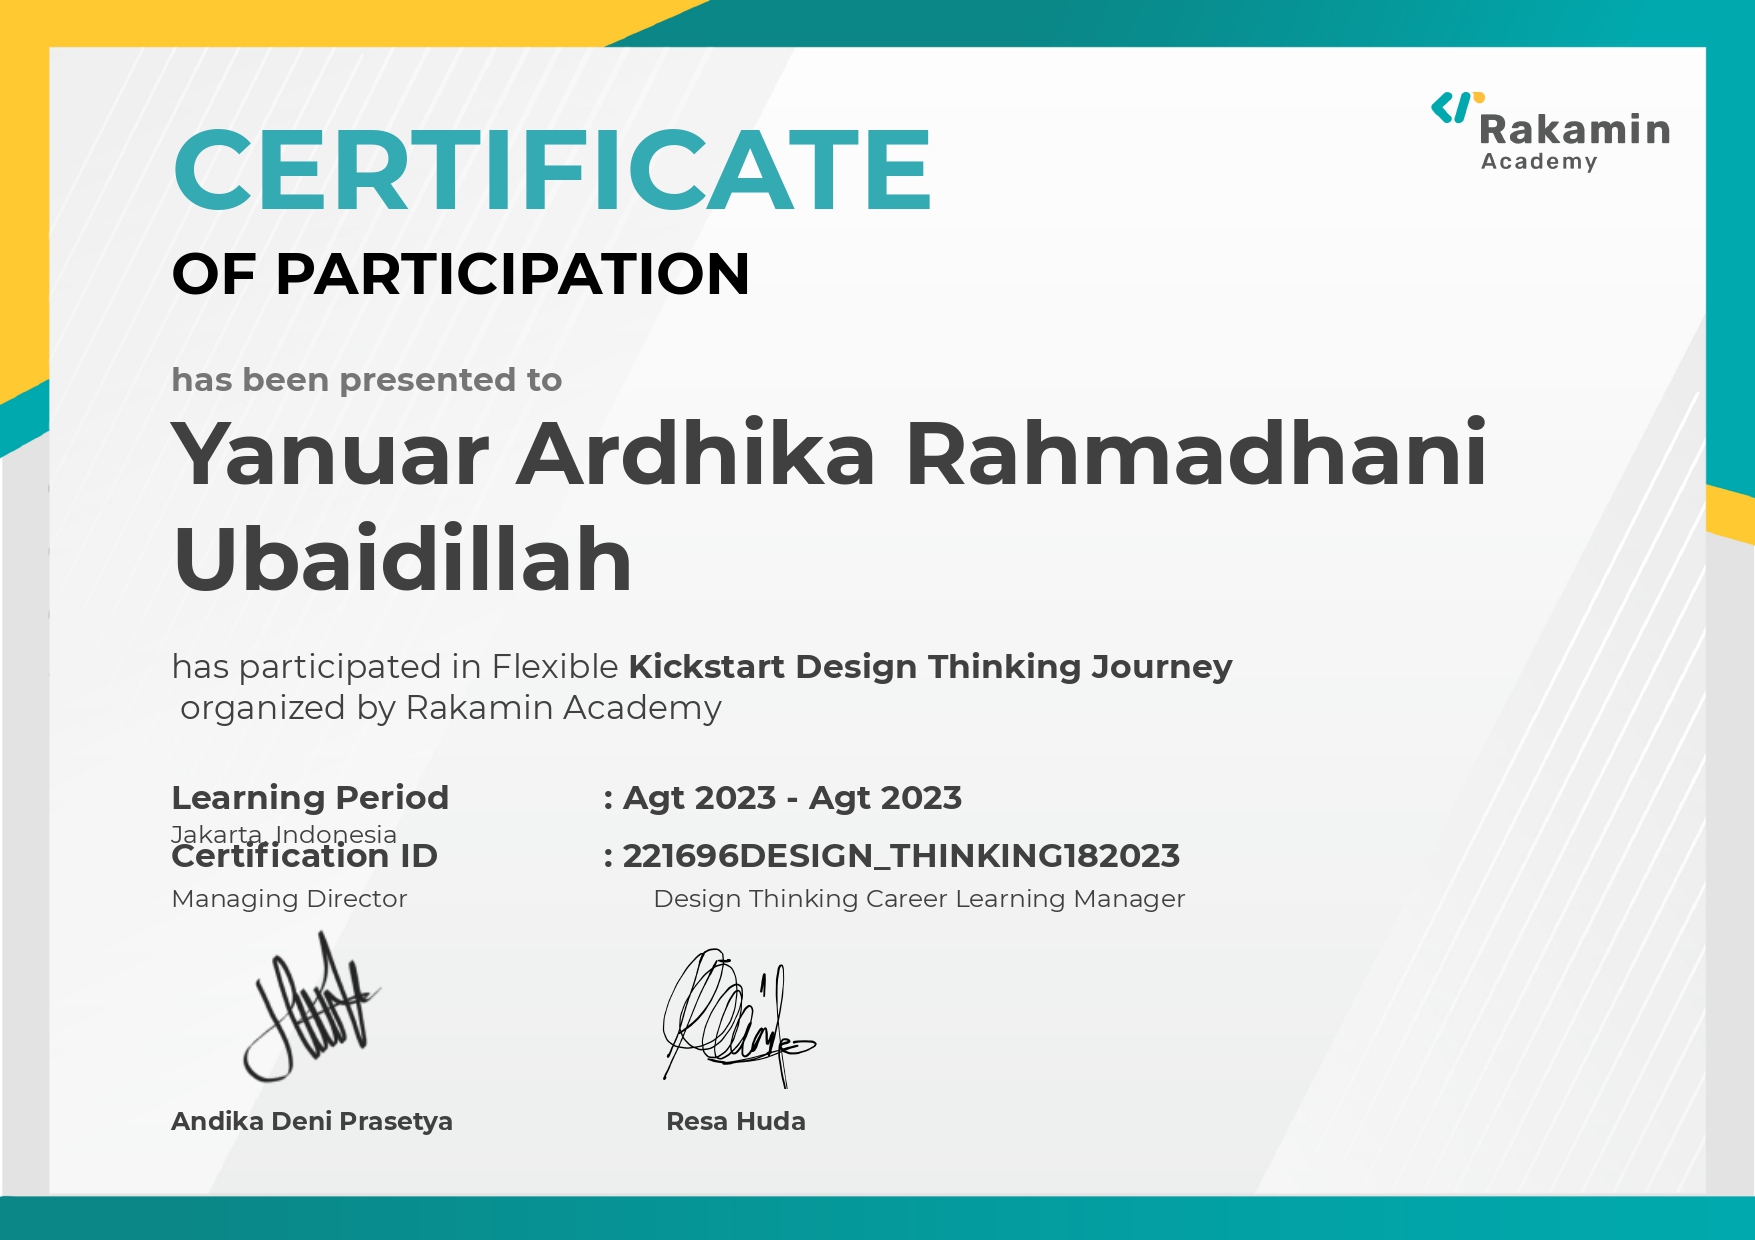 Rakamin
Academy
CERTIFICATE
OF PARTICIPATION
has been presented to
Yanuar Ardhika Rahmadhani
Ubaidillah
has participated in Flexible Kickstart Design Thinking Journey
organized by Rakamin Academy
Learning Period : Agt 2023 - Agt 2023
Jakarta, Indonesia
Certification ID : 221696DESIGN_THINKING182023
Managing Director Design Thinking Career Learning Manager
Andika Deni Prasetya Resa Huda